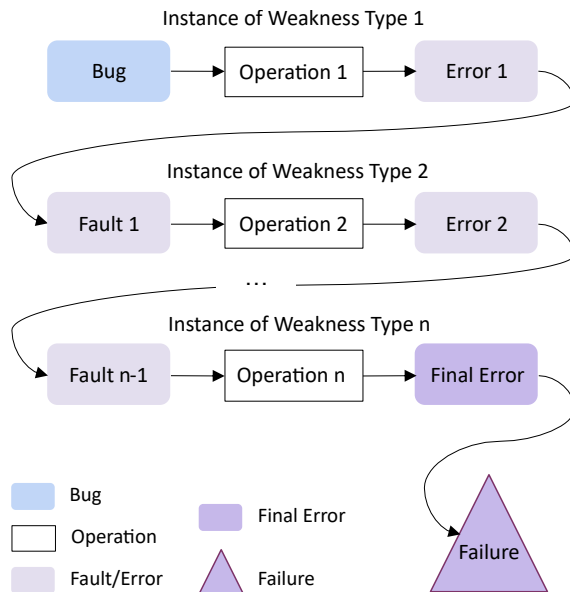 Instance of Weakness Type 1
Bug
Operation 1
Error 1
Instance of Weakness Type 2
Fault 1
Operation 2
Error 2
...
Instance of Weakness Type n
Fault n-1
Operation n
Final Error
Failure
Bug
Operation
Fault/Error
Final Error
Failure